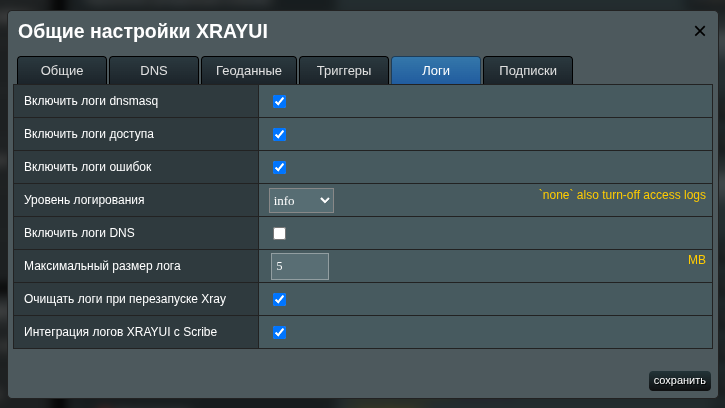 Общие настройки XRAYUI
Общие DNS Геоданные Триггеры Логи Подписки
Включить логи dnsmasq
Включить логи доступа
Включить логи ошибок
Уровень логирования info `none` also turn-off access logs
Включить логи DNS
Максимальный размер лога 5 MB
Очищать логи при перезапуске Xray
Интеграция логов XRAYUI с Scribe
сохранить